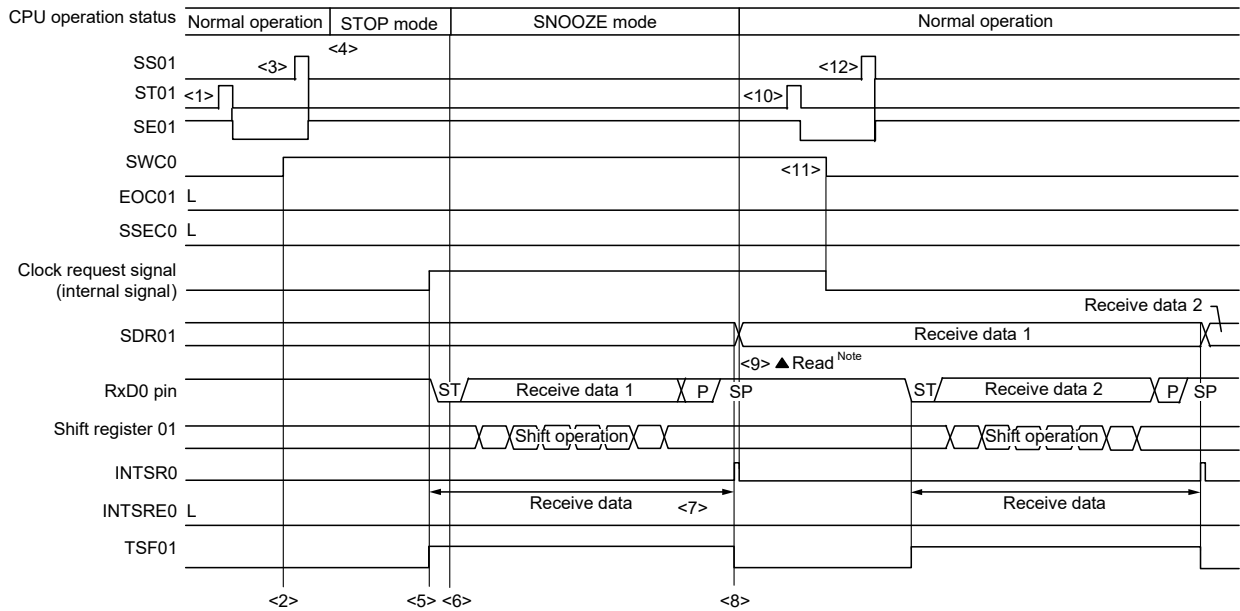 CPU operation status Normal operation STOP mode SNOOZE mode Normal operation
<4>
SS01 <3> <12>
ST01 <1> <10>
SE01
SWC0 <11>
EOC01 L
SSEC0 L
Clock request signal
(internal signal)
Receive data 2
SDR01 Receive data 1
<9> ▲ Read Note
RxD0 pin ST Receive data 1 P SP ST Receive data 2 P SP
Shift register 01 Shift operation Shift operation
INTSR0
Receive data <7> Receive data
INTSRE0 L
TSF01
<2> <5> <6> <8>